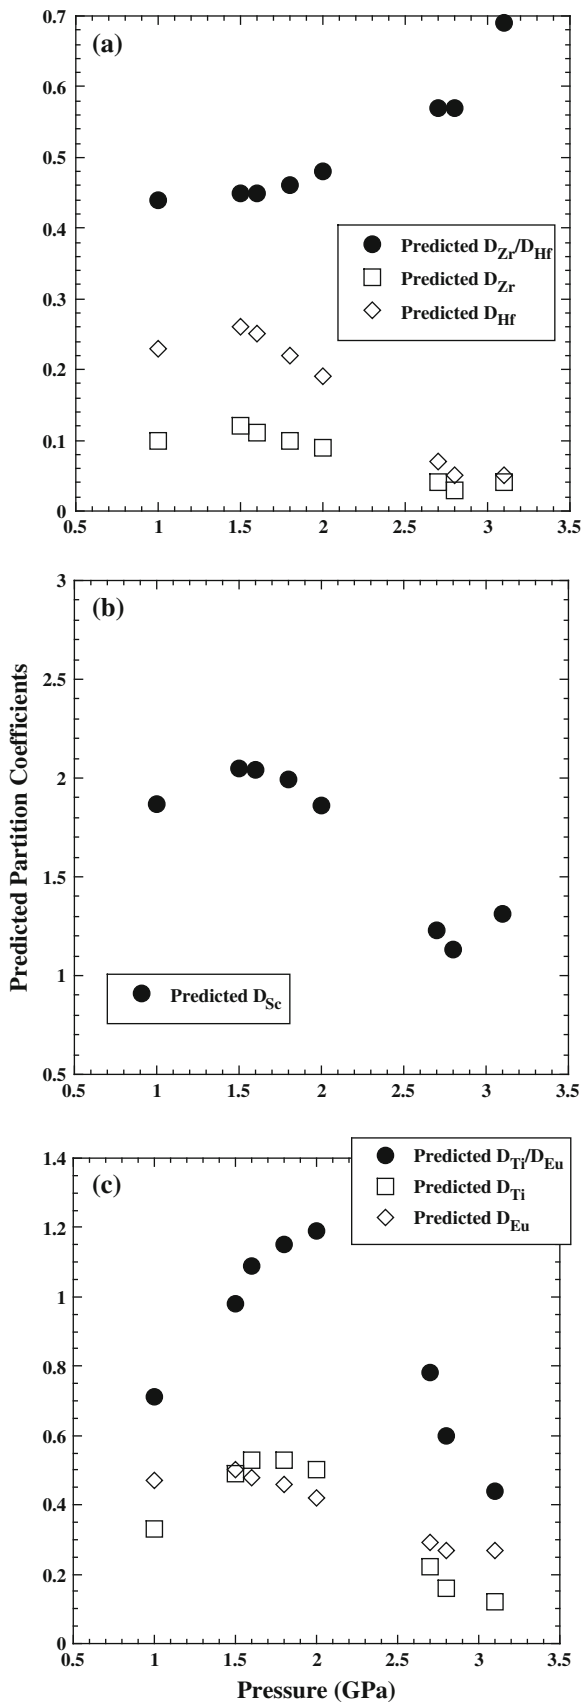 (a)
0.7
0.6
0.5
0.4
0.3
0.2
0.1
0
Predicted D_Zr/D_Hf
Predicted D_Zr
Predicted D_Hf
0.5 1 1.5 2 2.5 3 3.5
(b)
3
2.5
2
1.5
1
0.5
Predicted D_Sc
0.5 1 1.5 2 2.5 3 3.5
Predicted Partition Coefficients
(c)
1.4
1.2
1
0.8
0.6
0.4
0.2
0
Predicted D_Ti/D_Eu
Predicted D_Ti
Predicted D_Eu
0.5 1 1.5 2 2.5 3 3.5
Pressure (GPa)